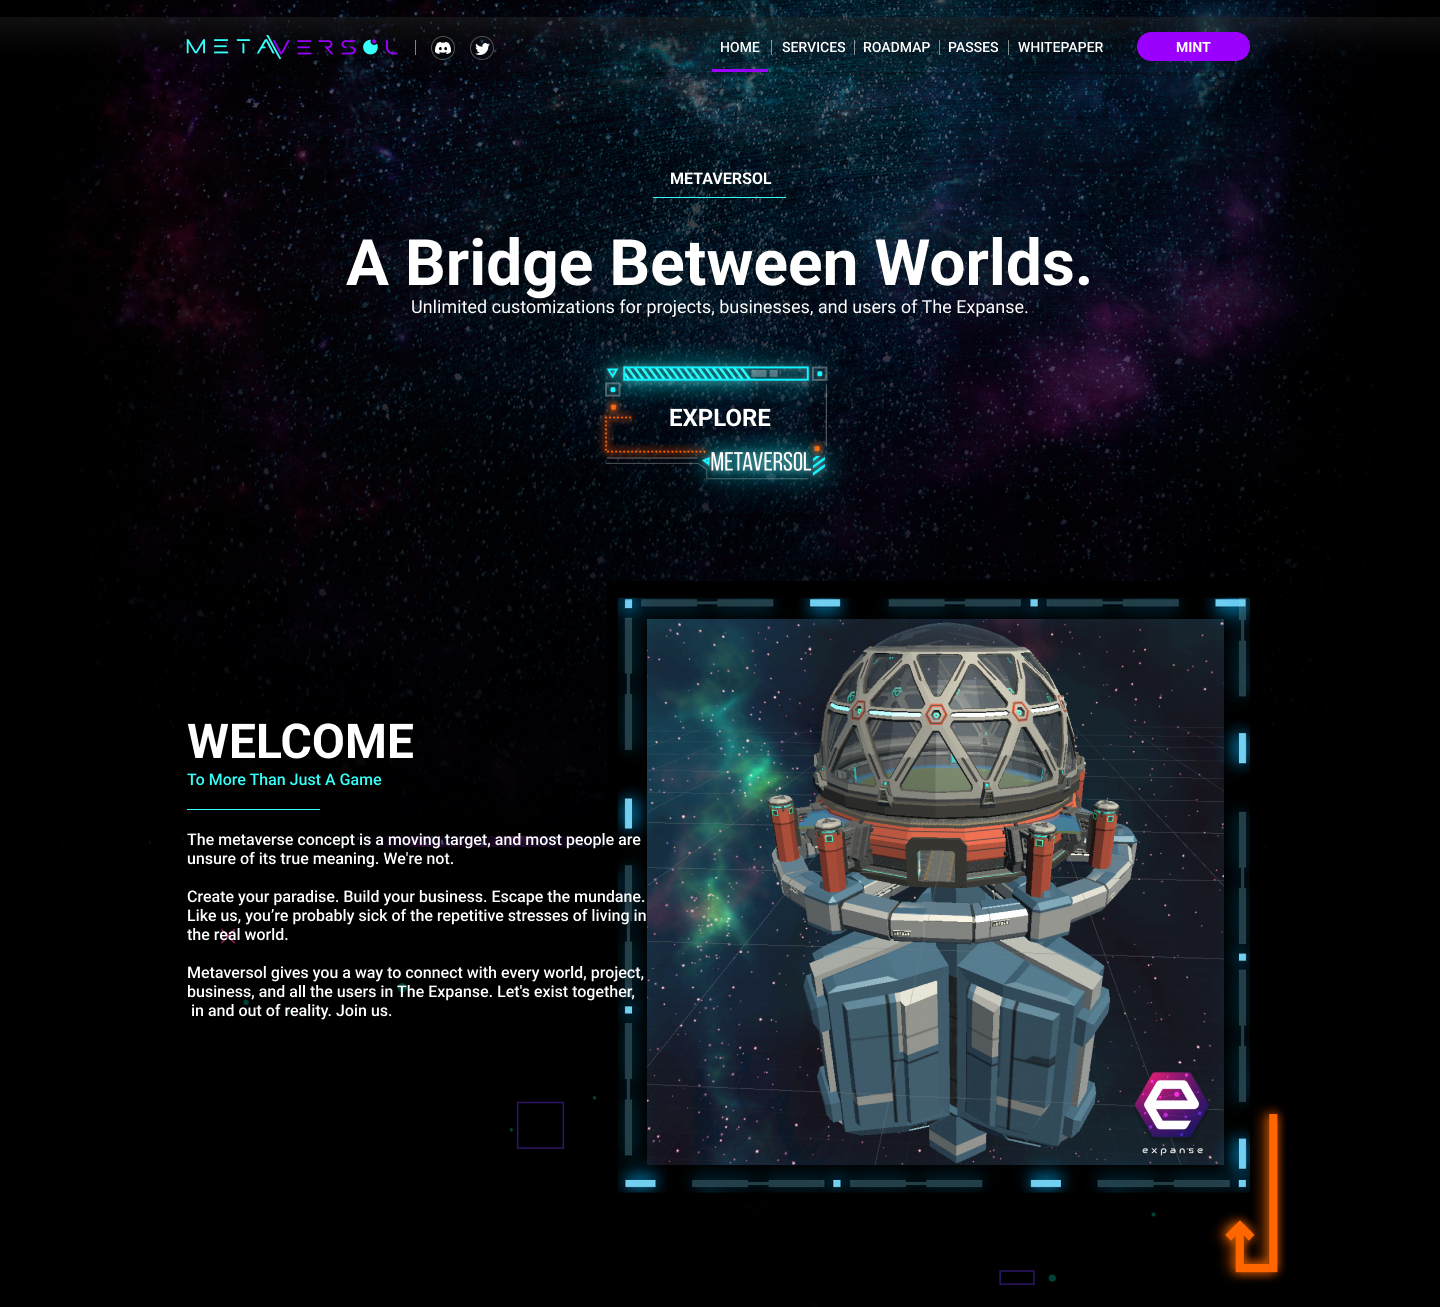 METAVERSOL
HOME
SERVICES
ROADMAP
PASSES
WHITEPAPER
MINT
METAVERSOL
A Bridge Between Worlds.
Unlimited customizations for projects, businesses, and users of The Expanse.
EXPLORE
METAVERSOL
WELCOME
To More Than Just A Game
The metaverse concept is a moving target, and most people are
unsure of its true meaning. We're not.
Create your paradise. Build your business. Escape the mundane.
Like us, you’re probably sick of the repetitive stresses of living in
the real world.
Metaversol gives you a way to connect with every world, project,
business, and all the users in The Expanse. Let's exist together,
in and out of reality. Join us.
e
expanse